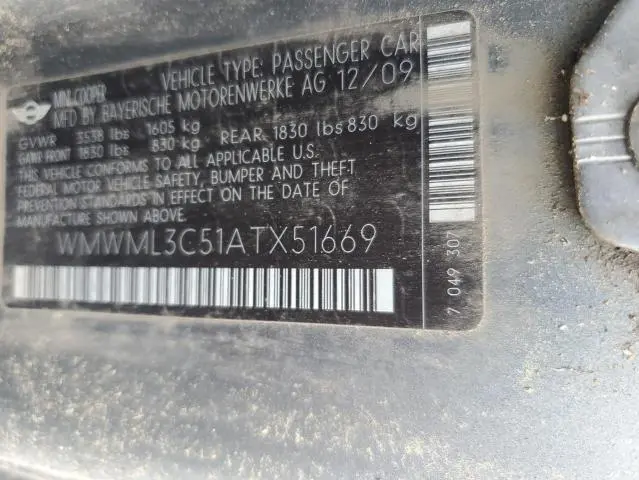 MINI COOPER VEHICLE TYPE: PASSENGER CAR
MFD BY BAYERISCHE MOTORENWERKE AG 12/09
GVWR 3538 lbs 1605 kg
GAWR FRONT 1830 lbs 830 kg REAR 1830 lbs 830 kg
THIS VEHICLE CONFORMS TO ALL APPLICABLE U.S.
FEDERAL MOTOR VEHICLE SAFETY, BUMPER AND THEFT
PREVENTION STANDARDS IN EFFECT ON THE DATE OF
MANUFACTURE SHOWN ABOVE.
WMWML3C51ATX51669
7 049 307